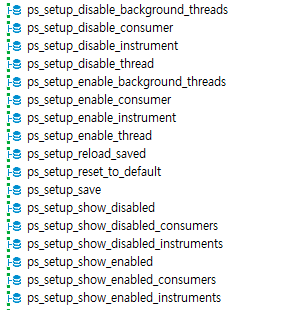 ps_setup_disable_background_threads
ps_setup_disable_consumer
ps_setup_disable_instrument
ps_setup_disable_thread
ps_setup_enable_background_threads
ps_setup_enable_consumer
ps_setup_enable_instrument
ps_setup_enable_thread
ps_setup_reload_saved
ps_setup_reset_to_default
ps_setup_save
ps_setup_show_disabled
ps_setup_show_disabled_consumers
ps_setup_show_disabled_instruments
ps_setup_show_enabled
ps_setup_show_enabled_consumers
ps_setup_show_enabled_instruments